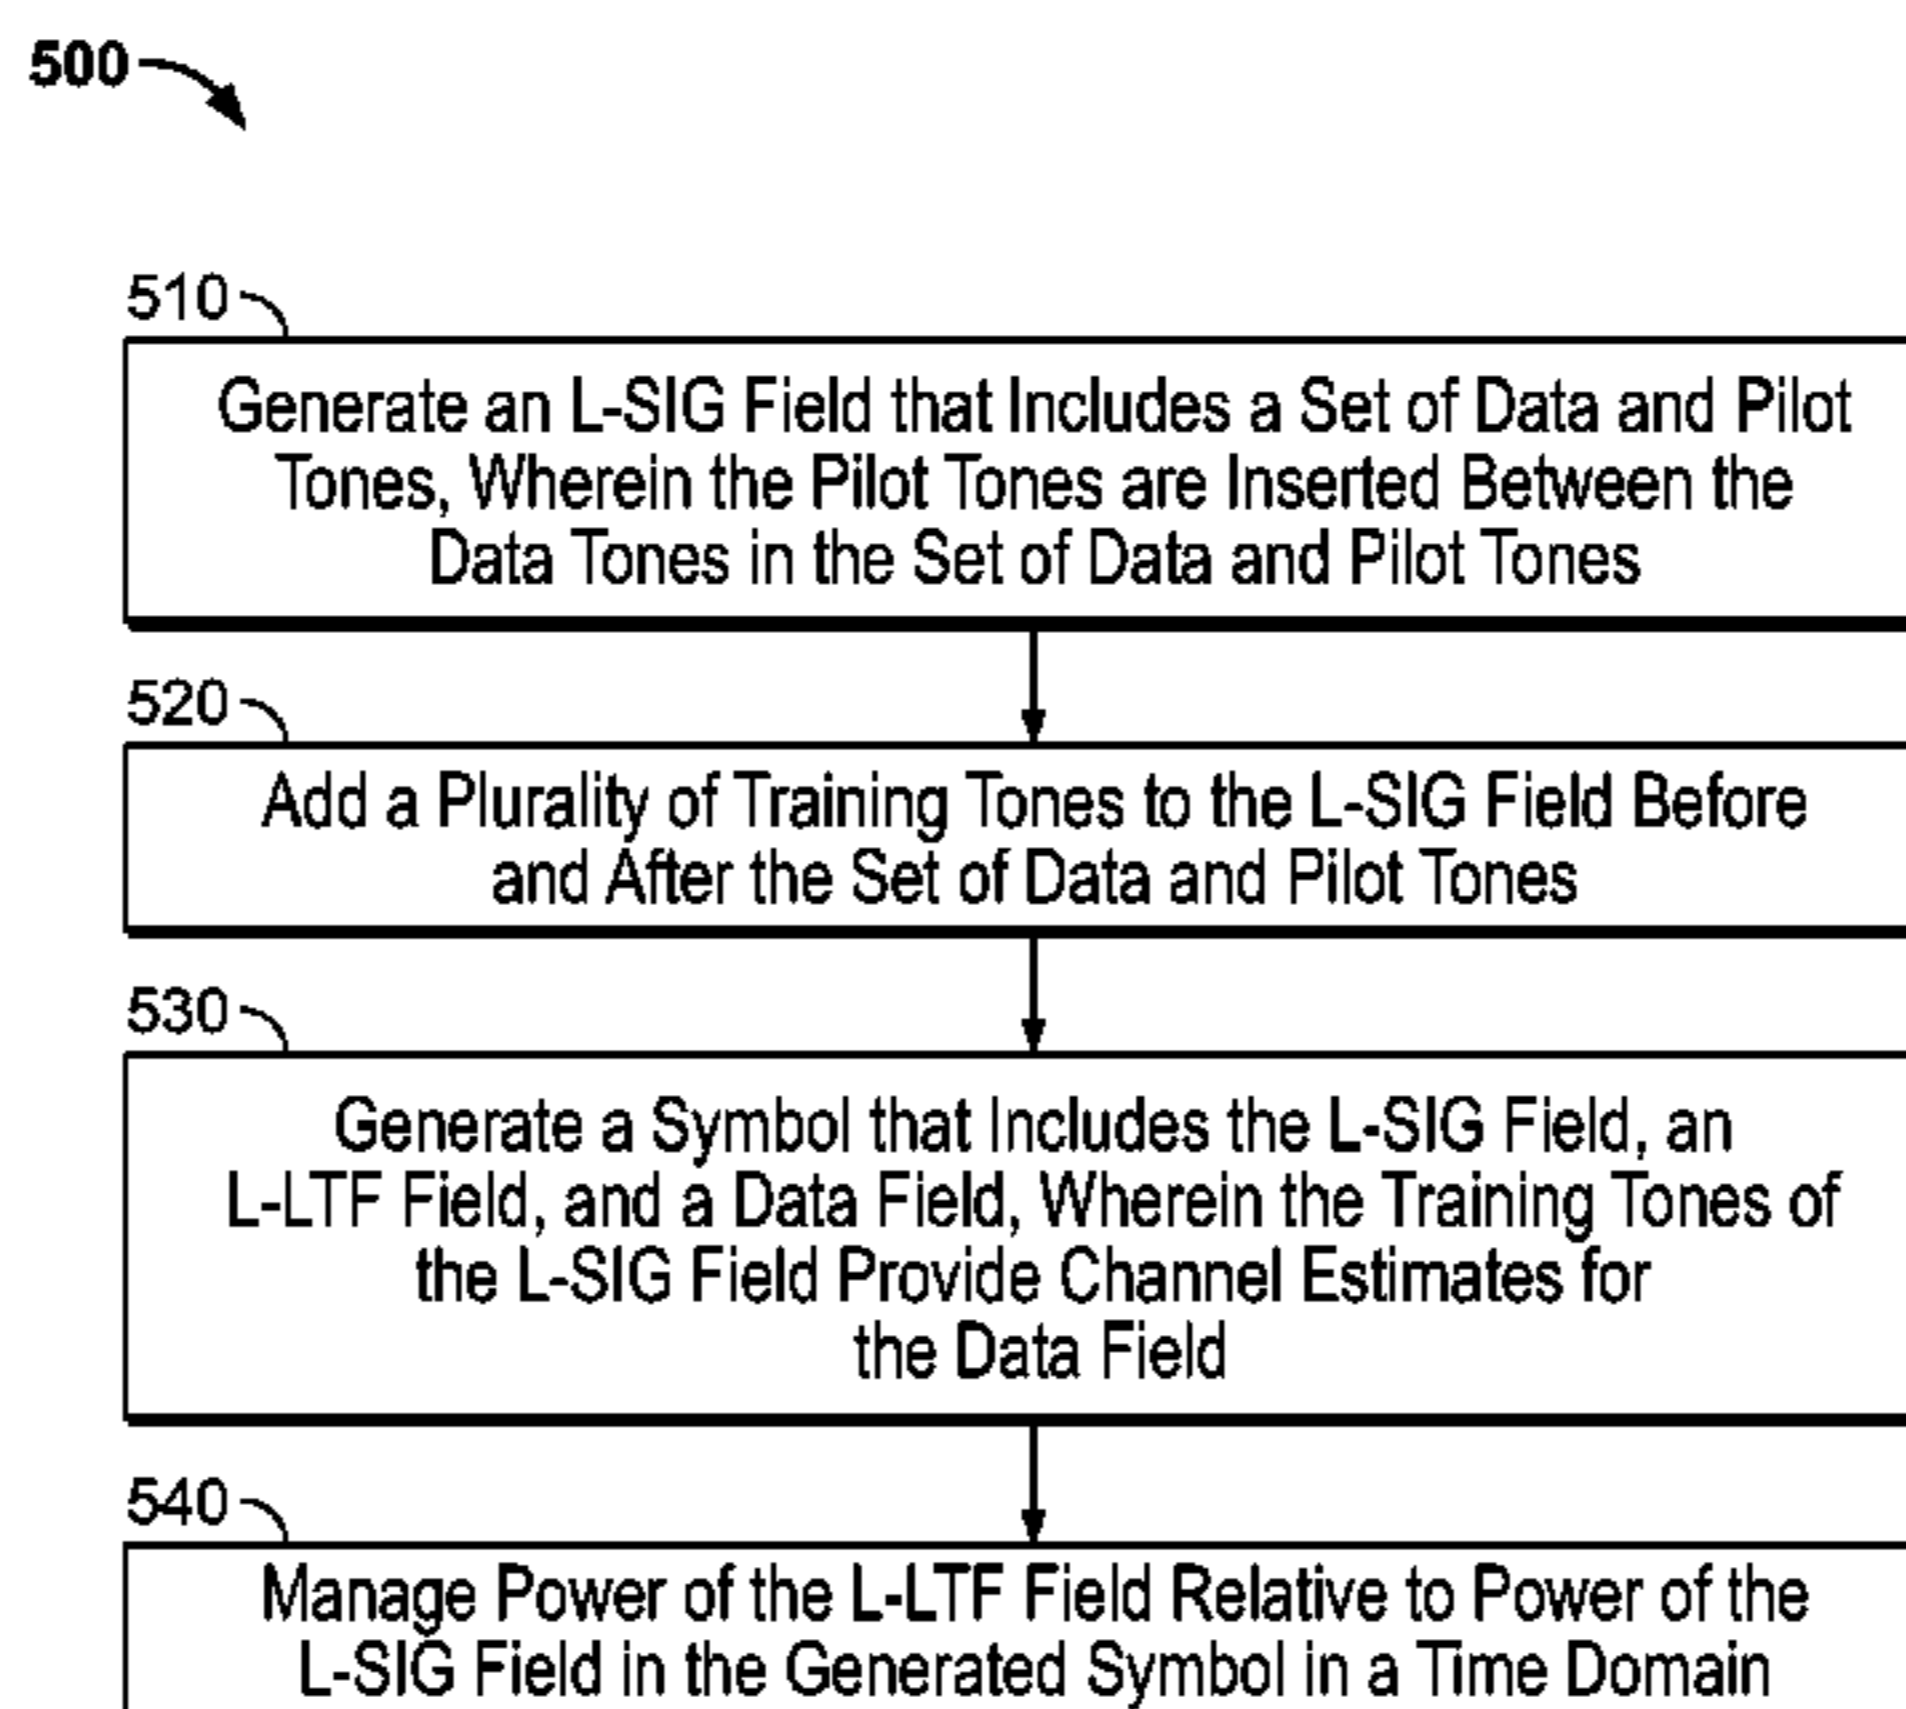 500
510
Generate an L-SIG Field that Includes a Set of Data and Pilot
Tones, Wherein the Pilot Tones are Inserted Between the
Data Tones in the Set of Data and Pilot Tones
520
Add a Plurality of Training Tones to the L-SIG Field Before
and After the Set of Data and Pilot Tones
530
Generate a Symbol that Includes the L-SIG Field, an
L-LTF Field, and a Data Field, Wherein the Training Tones of
the L-SIG Field Provide Channel Estimates for
the Data Field
540
Manage Power of the L-LTF Field Relative to Power of the
L-SIG Field in the Generated Symbol in a Time Domain